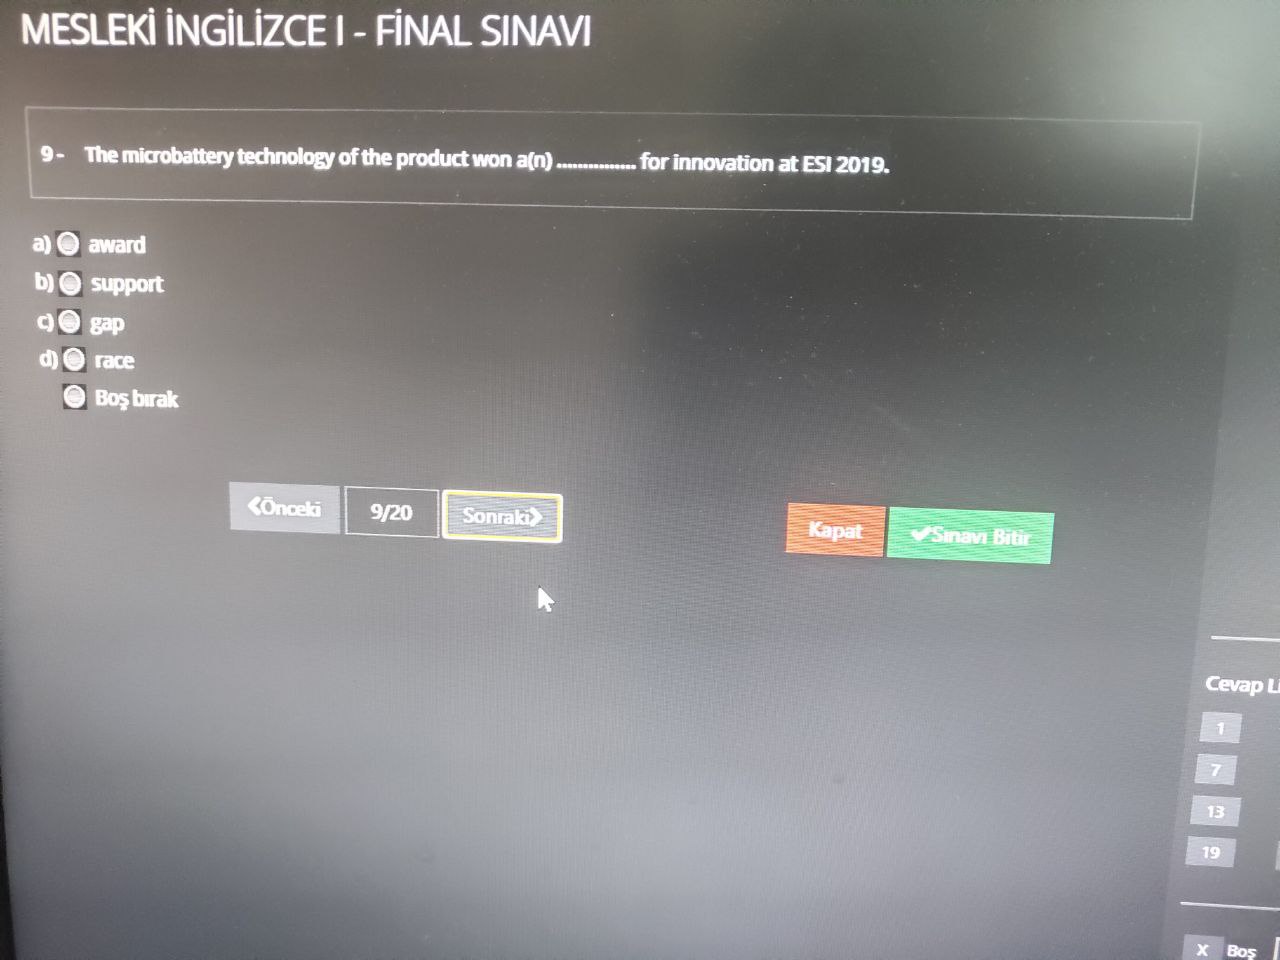 MESLEKİ İNGİLİZCE I - FİNAL SINAVI
9- The microbattery technology of the product won a(n) ............... for innovation at ESI 2019.
a) award
b) support
c) gap
d) race
Boş bırak
Önceki 9/20 Sonraki
Kapat Sınavı Bitir
Cevap
1
7
13
19
X Boş